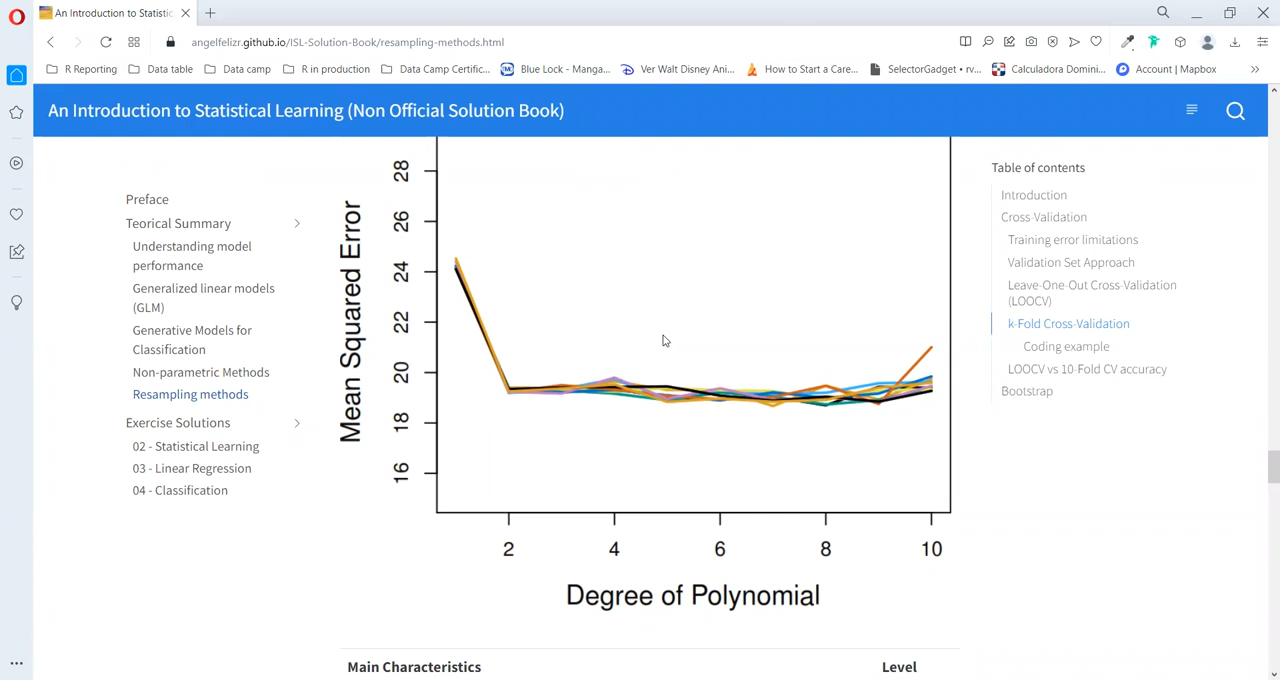 An Introduction to Statistic
angelfelizr.github.io/ISL-Solution-Book/resampling-methods.html
R Reporting
Data table
Data camp
R in production
Data Camp Certific...
Blue Lock - Manga...
Ver Walt Disney Ani...
How to Start a Care...
SelectorGadget • rv...
Calculadora Domini...
Account | Mapbox
An Introduction to Statistical Learning (Non Official Solution Book)
Preface
Teorical Summary
Understanding model
performance
Generalized linear models
(GLM)
Generative Models for
Classification
Non-parametric Methods
Resampling methods
Exercise Solutions
02 - Statistical Learning
03 - Linear Regression
04 - Classification
Mean Squared Error
28
26
24
22
20
18
16
2 4 6 8 10
Degree of Polynomial
Main Characteristics Level
Table of contents
Introduction
Cross-Validation
Training error limitations
Validation Set Approach
Leave-One-Out Cross-Validation
(LOOCV)
k-Fold Cross-Validation
Coding example
LOOCV vs 10-Fold CV accuracy
Bootstrap